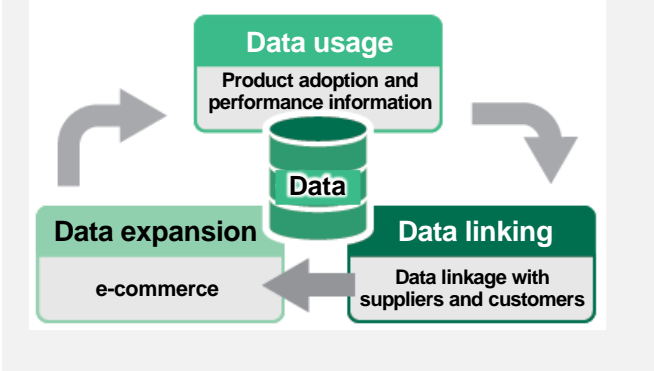 Data usage
Product adoption and
performance information
Data
Data expansion
e-commerce
Data linking
Data linkage with
suppliers and customers